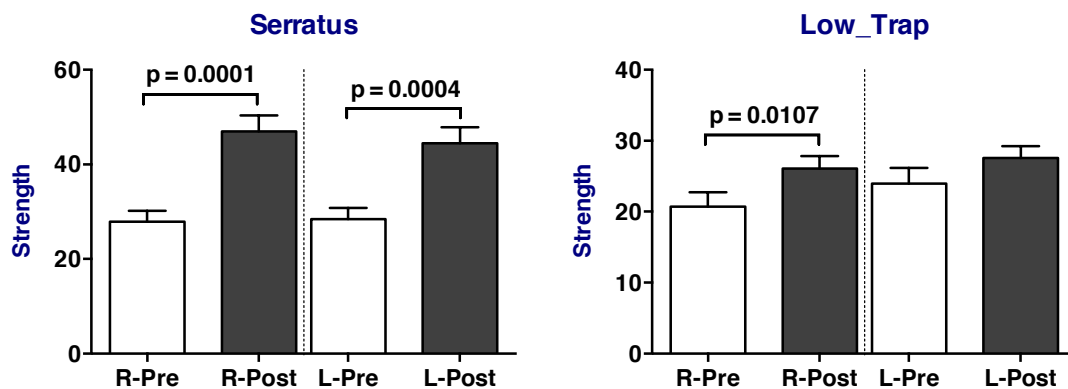 Serratus
Strength
60
40
20
0
p = 0.0001
p = 0.0004
R-Pre
R-Post
L-Pre
L-Post
Low_Trap
Strength
40
30
20
10
0
p = 0.0107
R-Pre
R-Post
L-Pre
L-Post